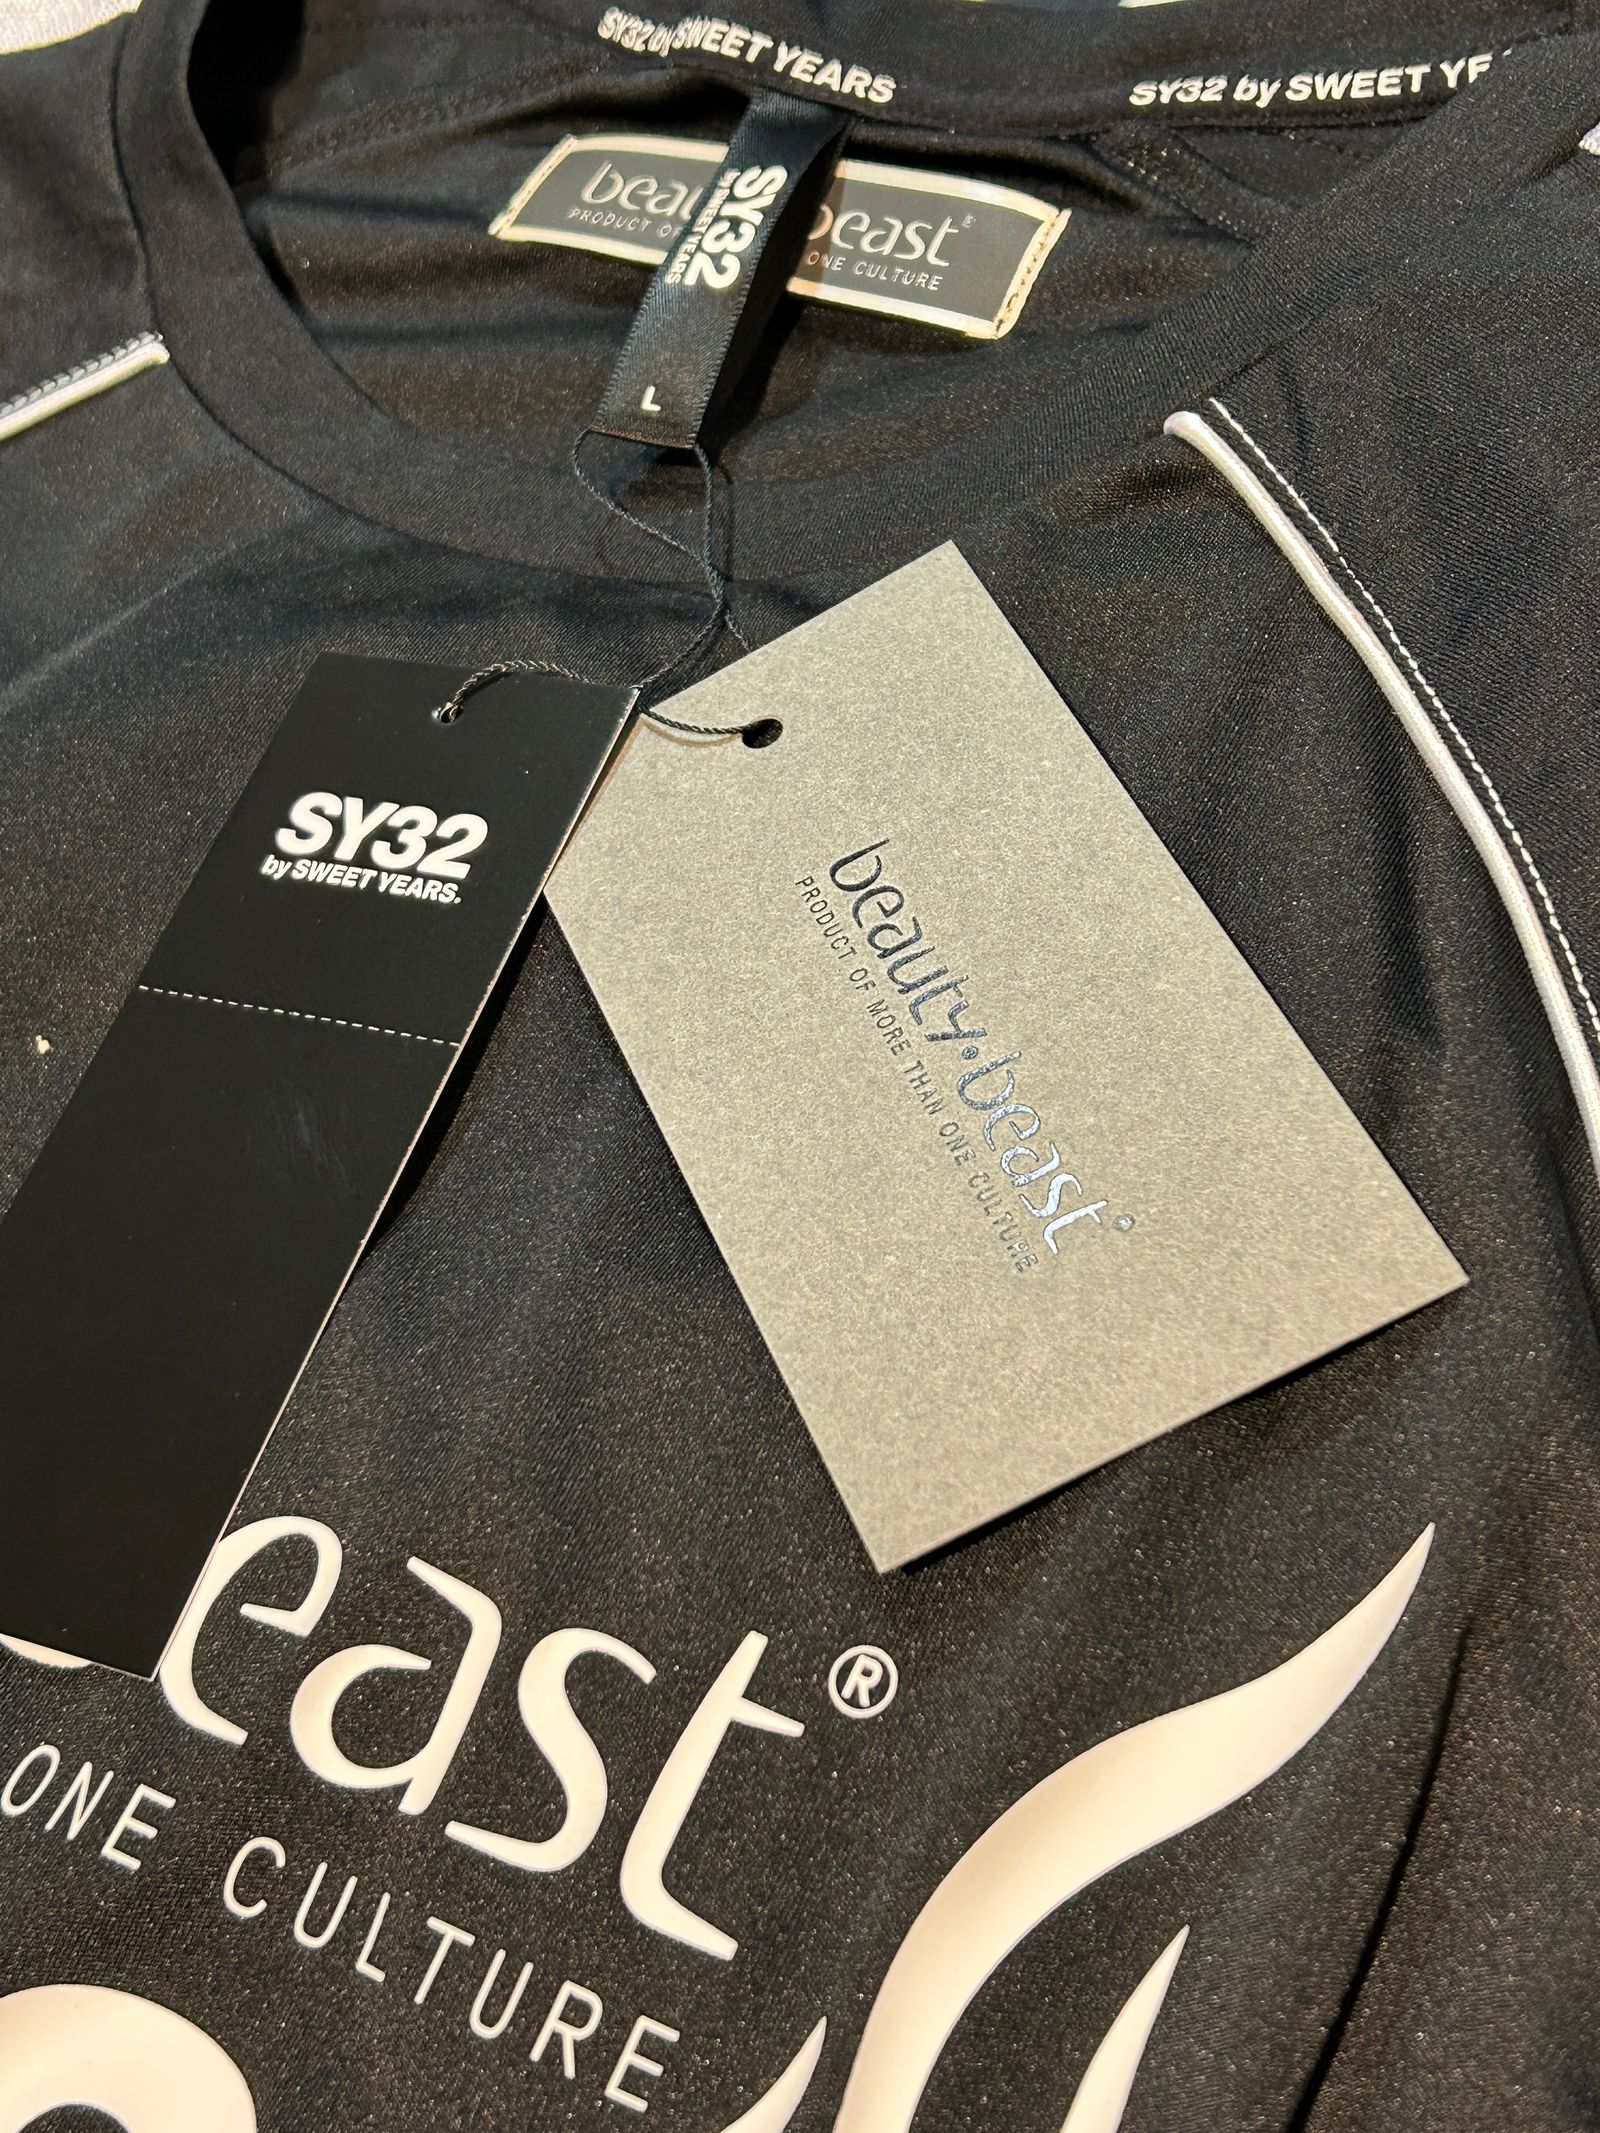 SY32 by SWEET YEARS
SY32 by SWEET YE
beau
beast®
PRODUCT OF
ONE CULTURE
SY32
by SWEET YEARS
L
SY32
by SWEET YEARS.
beauty:beast®
PRODUCT OF MORE THAN ONE CULTURE
east®
ONE CULTURE